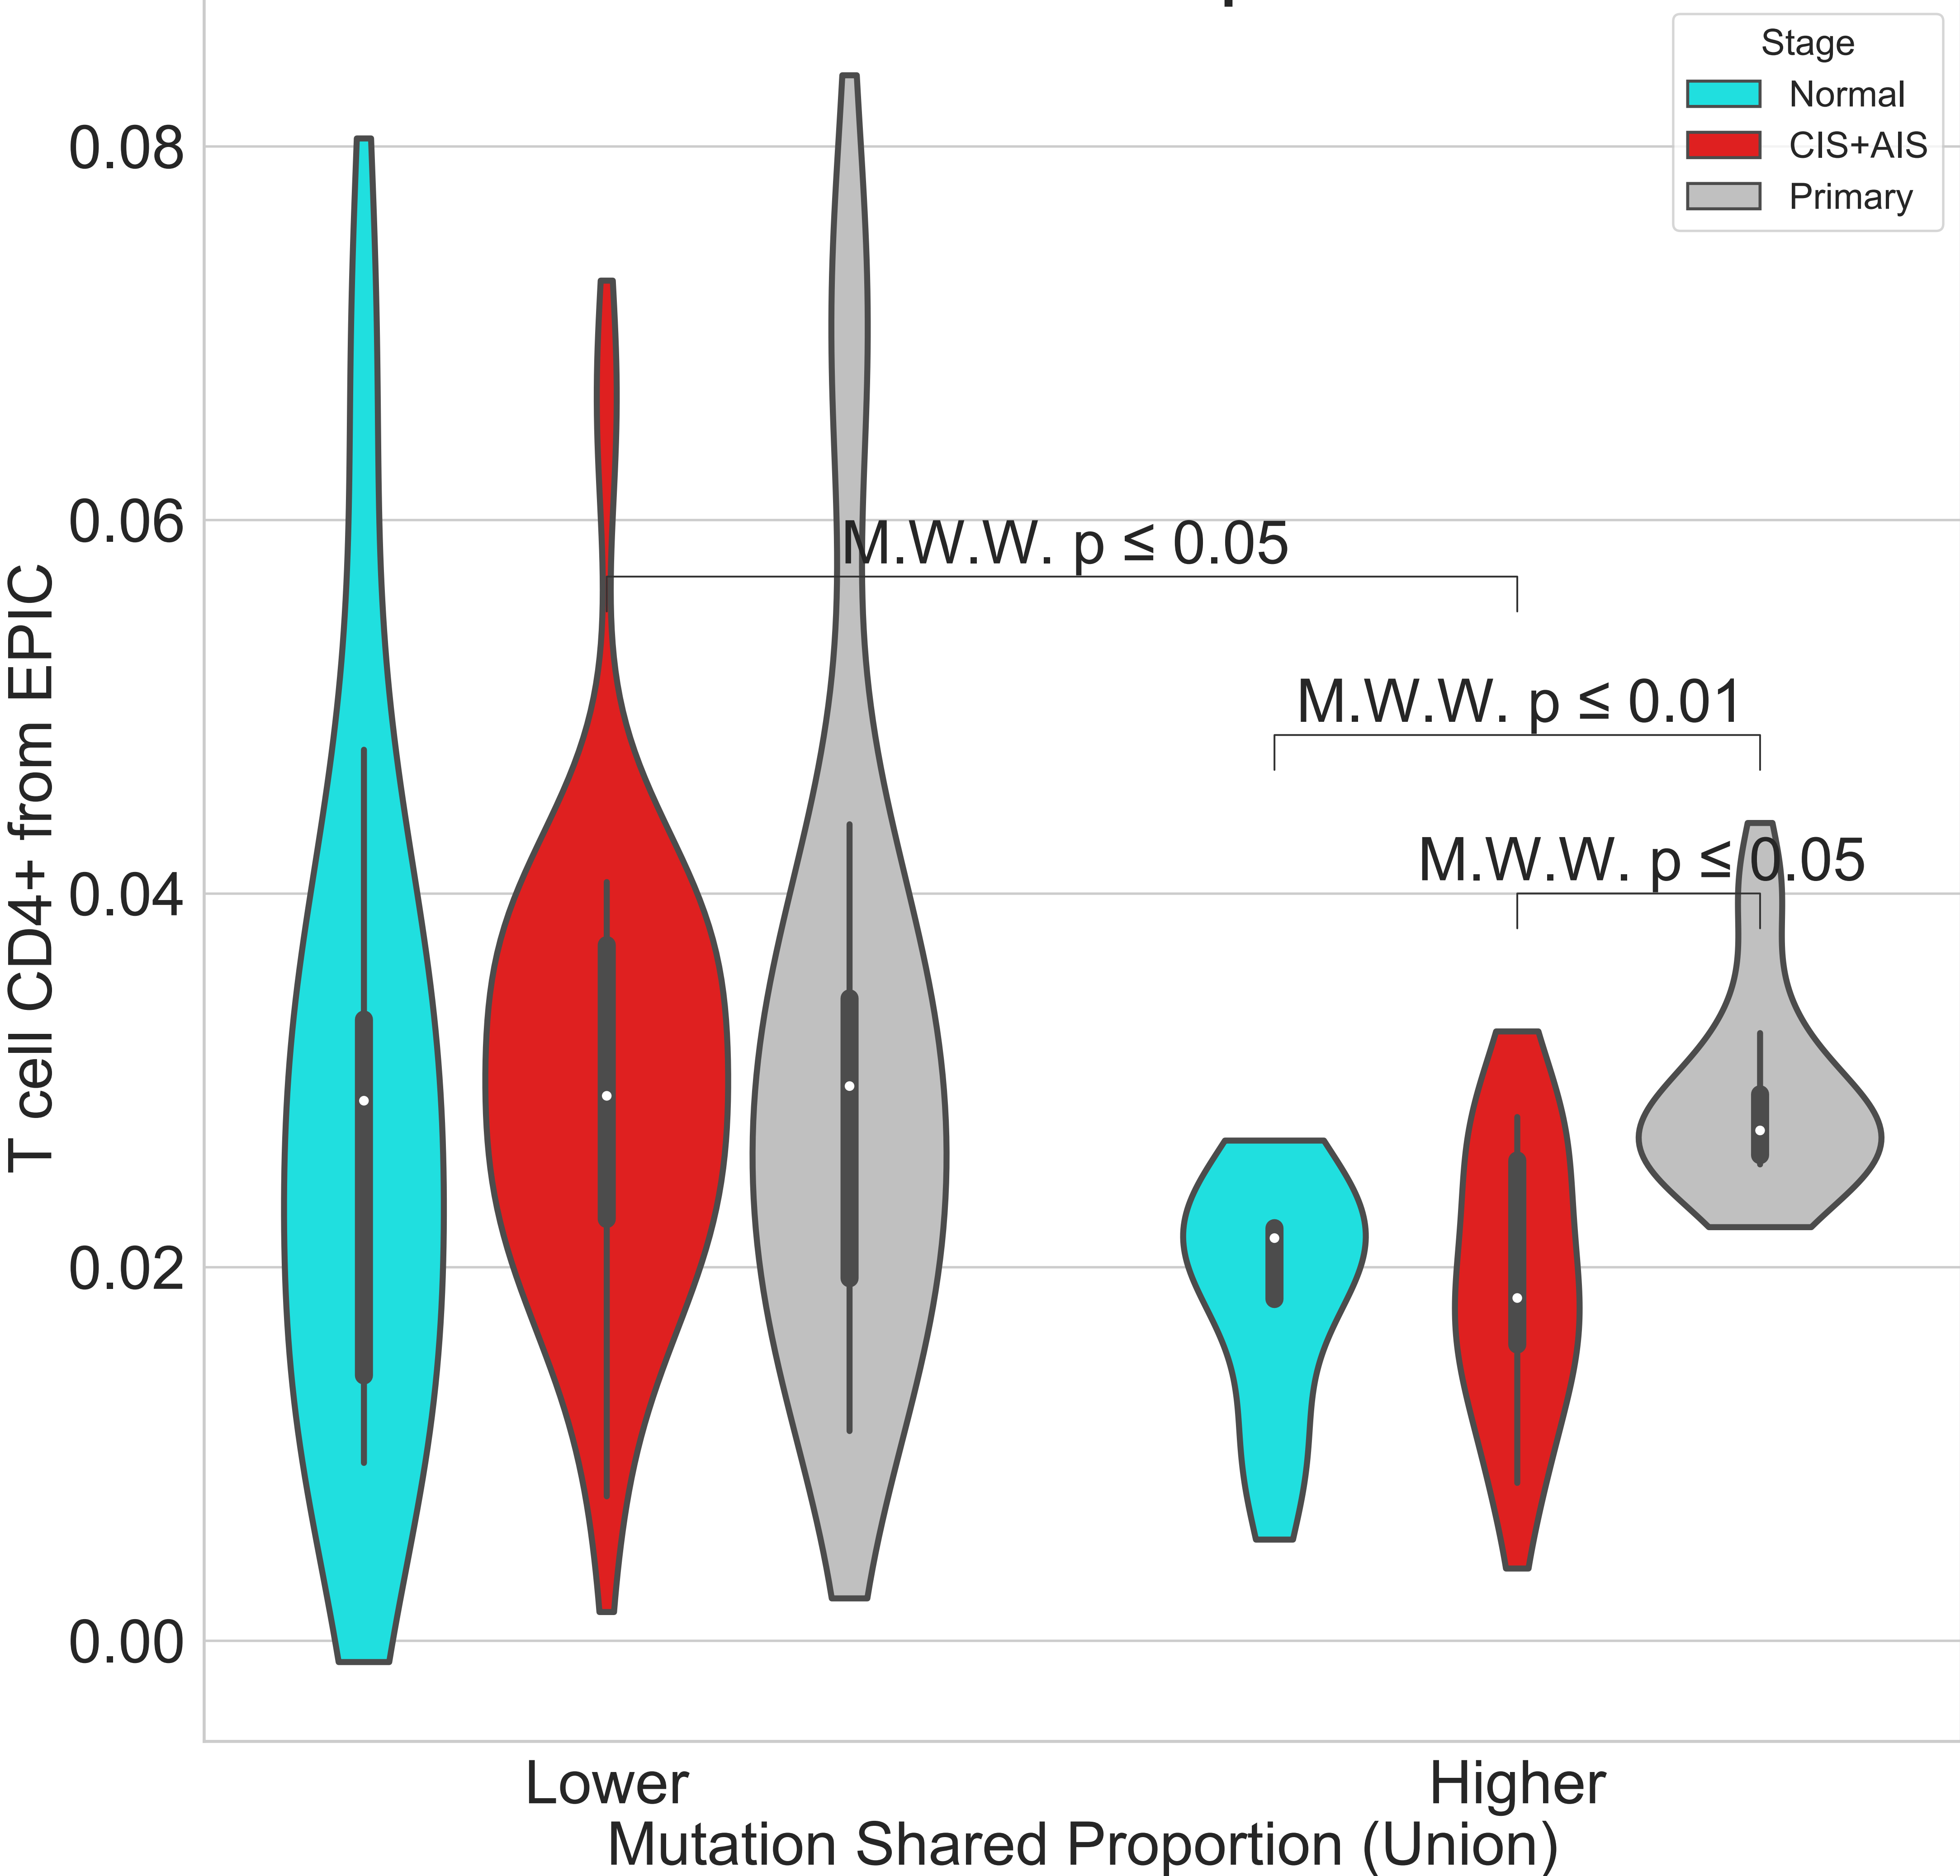 Stage
Normal
CIS+AIS
Primary
0.08
0.06
0.04
0.02
0.00
T cell CD4+ from EPIC
M.W.W. p ≤ 0.05
M.W.W. p ≤ 0.01
M.W.W. p ≤ 0.05
Lower
Higher
Mutation Shared Proportion (Union)